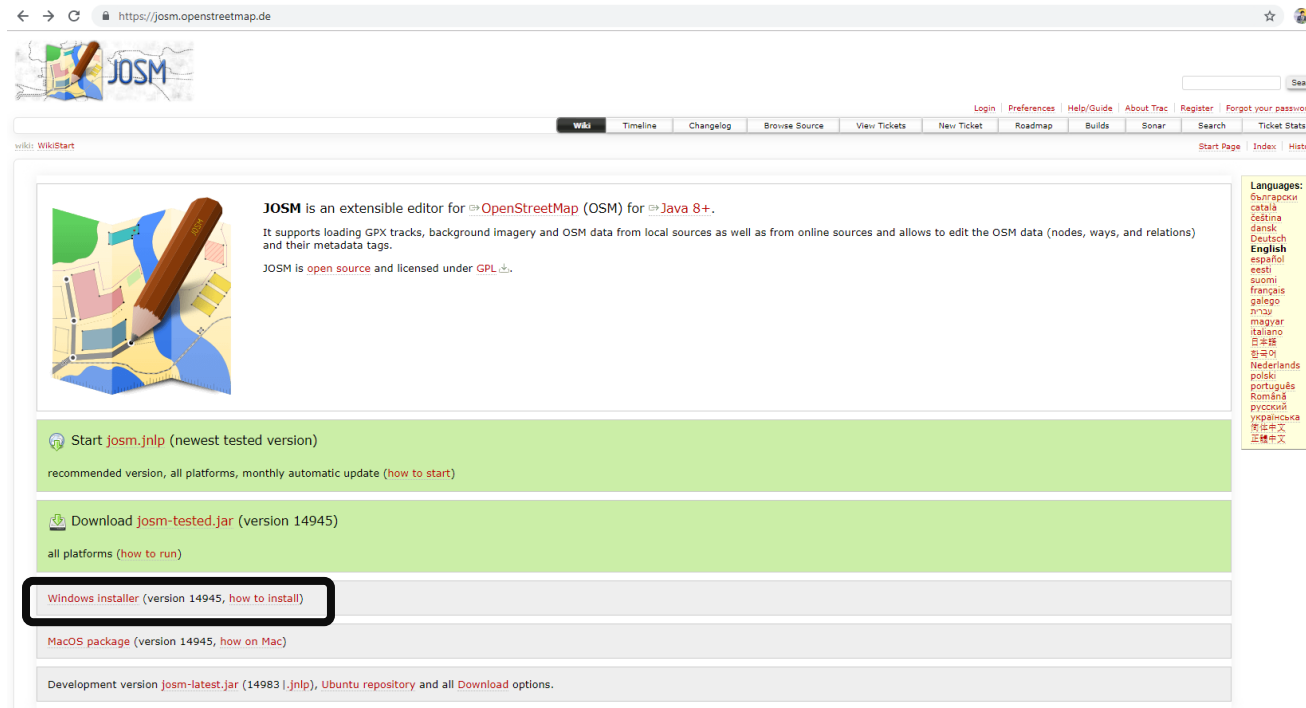 https://josm.openstreetmap.de
JOSM
Login Preferences Help/Guide About Trac Register
Wiki Timeline Changelog Browse Source View Tickets New Ticket Roadmap Builds Sonar Search Ticket Stats
wiki: WikiStart
Start Page Index
JOSM
JOSM is an extensible editor for OpenStreetMap (OSM) for Java 8+.
It supports loading GPX tracks, background imagery and OSM data from local sources as well as from online sources and allows to edit the OSM data (nodes, ways, and relations)
and their metadata tags.
JOSM is open source and licensed under GPL.
Start josm.jnlp (newest tested version)
recommended version, all platforms, monthly automatic update (how to start)
Download josm-tested.jar (version 14945)
all platforms (how to run)
Windows installer (version 14945, how to install)
MacOS package (version 14945, how on Mac)
Development version josm-latest.jar (14983 |.jnlp), Ubuntu repository and all Download options.
Languages:
български
català
čeština
dansk
Deutsch
English
español
eesti
suomi
français
galego
עברית
magyar
italiano
日本語
한국어
Nederlands
polski
português
Română
русский
українська
简体中文
正體中文